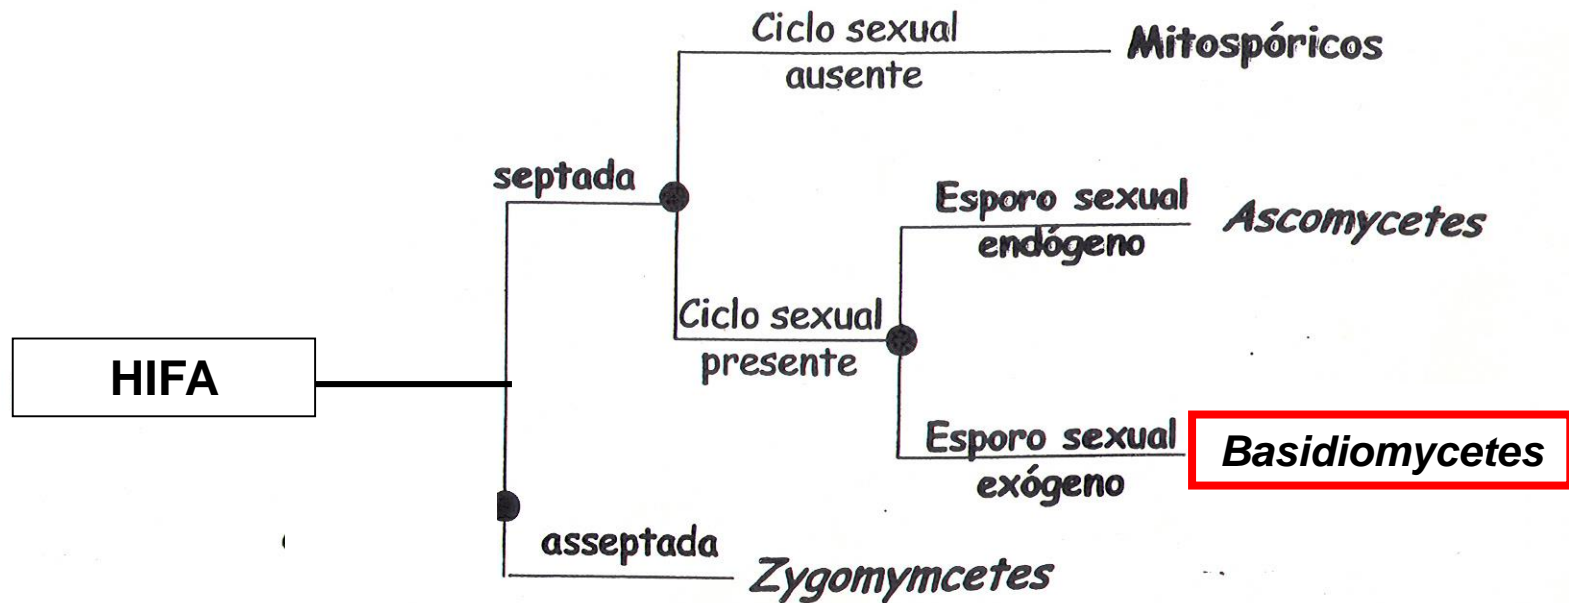 Ciclo sexual
ausente
Mitospóricos
septada
Esporo sexual
endógeno
Ascomycetes
Ciclo sexual
presente
HIFA
Esporo sexual
exógeno
Basidiomycetes
asseptada
Zygomymcetes